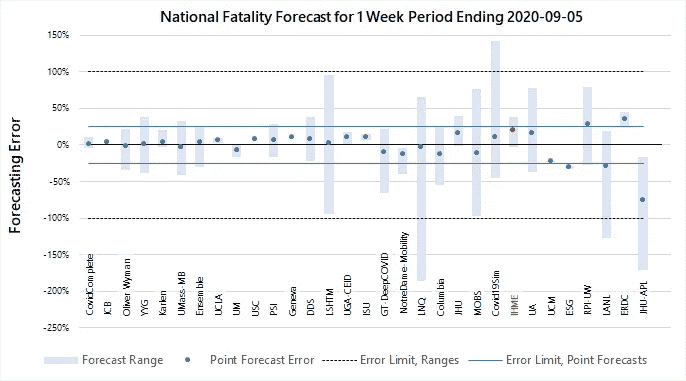 National Fatality Forecast for 1 Week Period Ending 2020-09-05
Forecasting Error
150%
100%
50%
0%
-50%
-100%
-150%
-200%
-250%
CovidComplete
JCB
Oliver Wyman
YYG
Karlen
UMass-MB
Ensemble
UCLA
UM
USC
PSI
Geneva
DDS
LSHTM
UGA-CEID
ISU
GT-DeepCOVID
NotreDame-Mobility
LNQ
Columbia
JHU
MOBS
Covid19Sim
IHME
UA
UCM
ESG
RPI-UW
LANL
ERDC
JHU-APL
Forecast Range
Point Forecast Error
Error Limit, Ranges
Error Limit, Point Forecasts